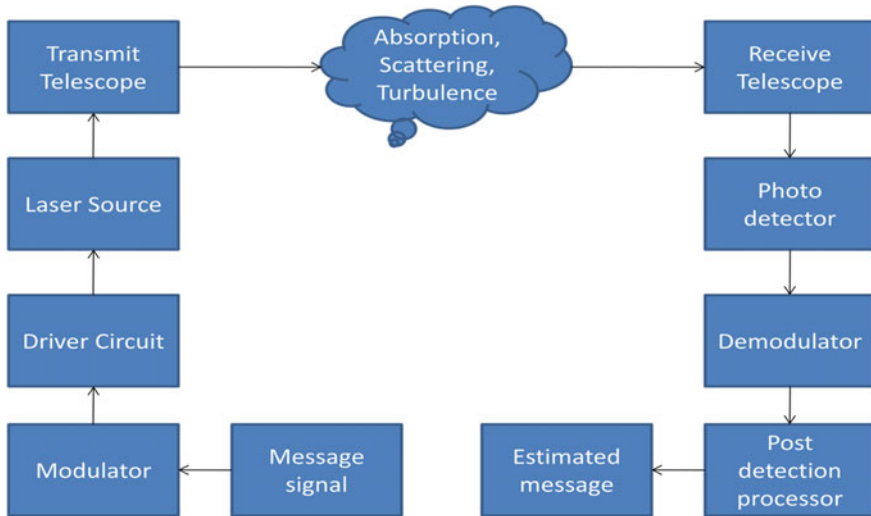 Transmit
Telescope
Absorption,
Scattering,
Turbulence
Receive
Telescope
Laser Source
Photo
detector
Driver Circuit
Demodulator
Modulator
Message
signal
Estimated
message
Post
detection
processor